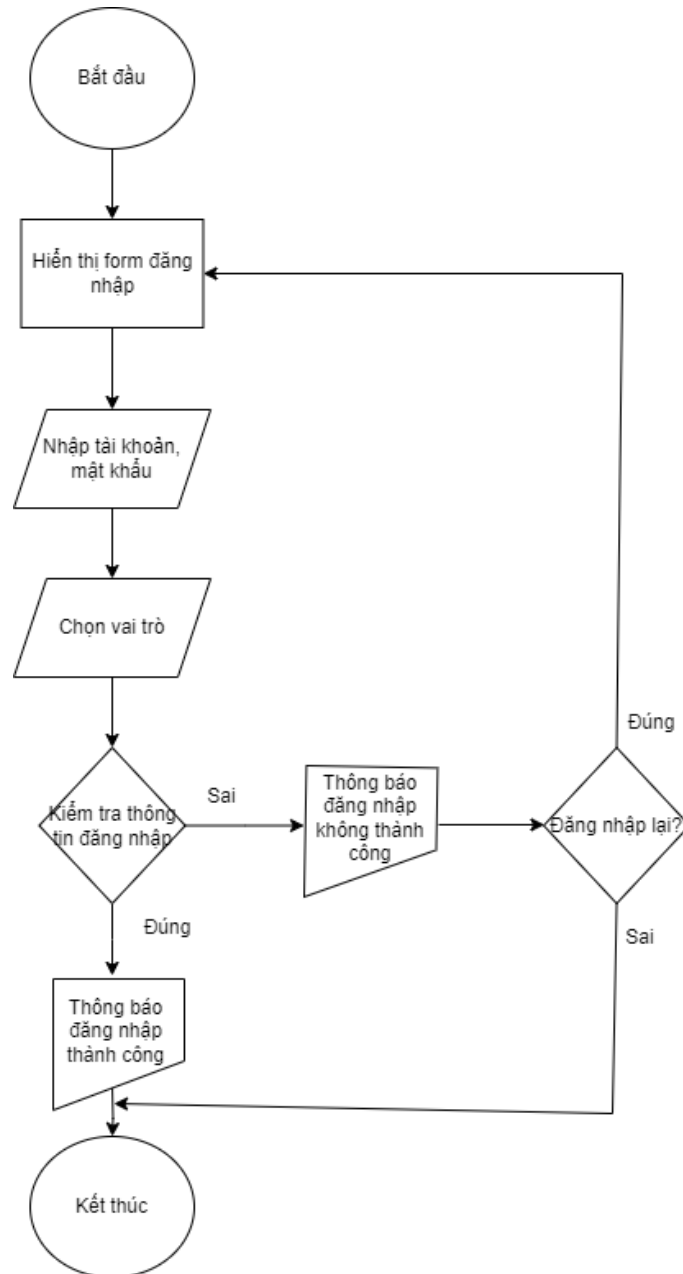 Bắt đầu
Hiển thị form đăng
nhập
Nhập tài khoản,
mật khẩu
Chọn vai trò
Kiểm tra thông
tin đăng nhập
Sai
Thông báo
đăng nhập
không thành
công
Đăng nhập lại?
Đúng
Sai
Đúng
Thông báo
đăng nhập
thành công
Kết thúc